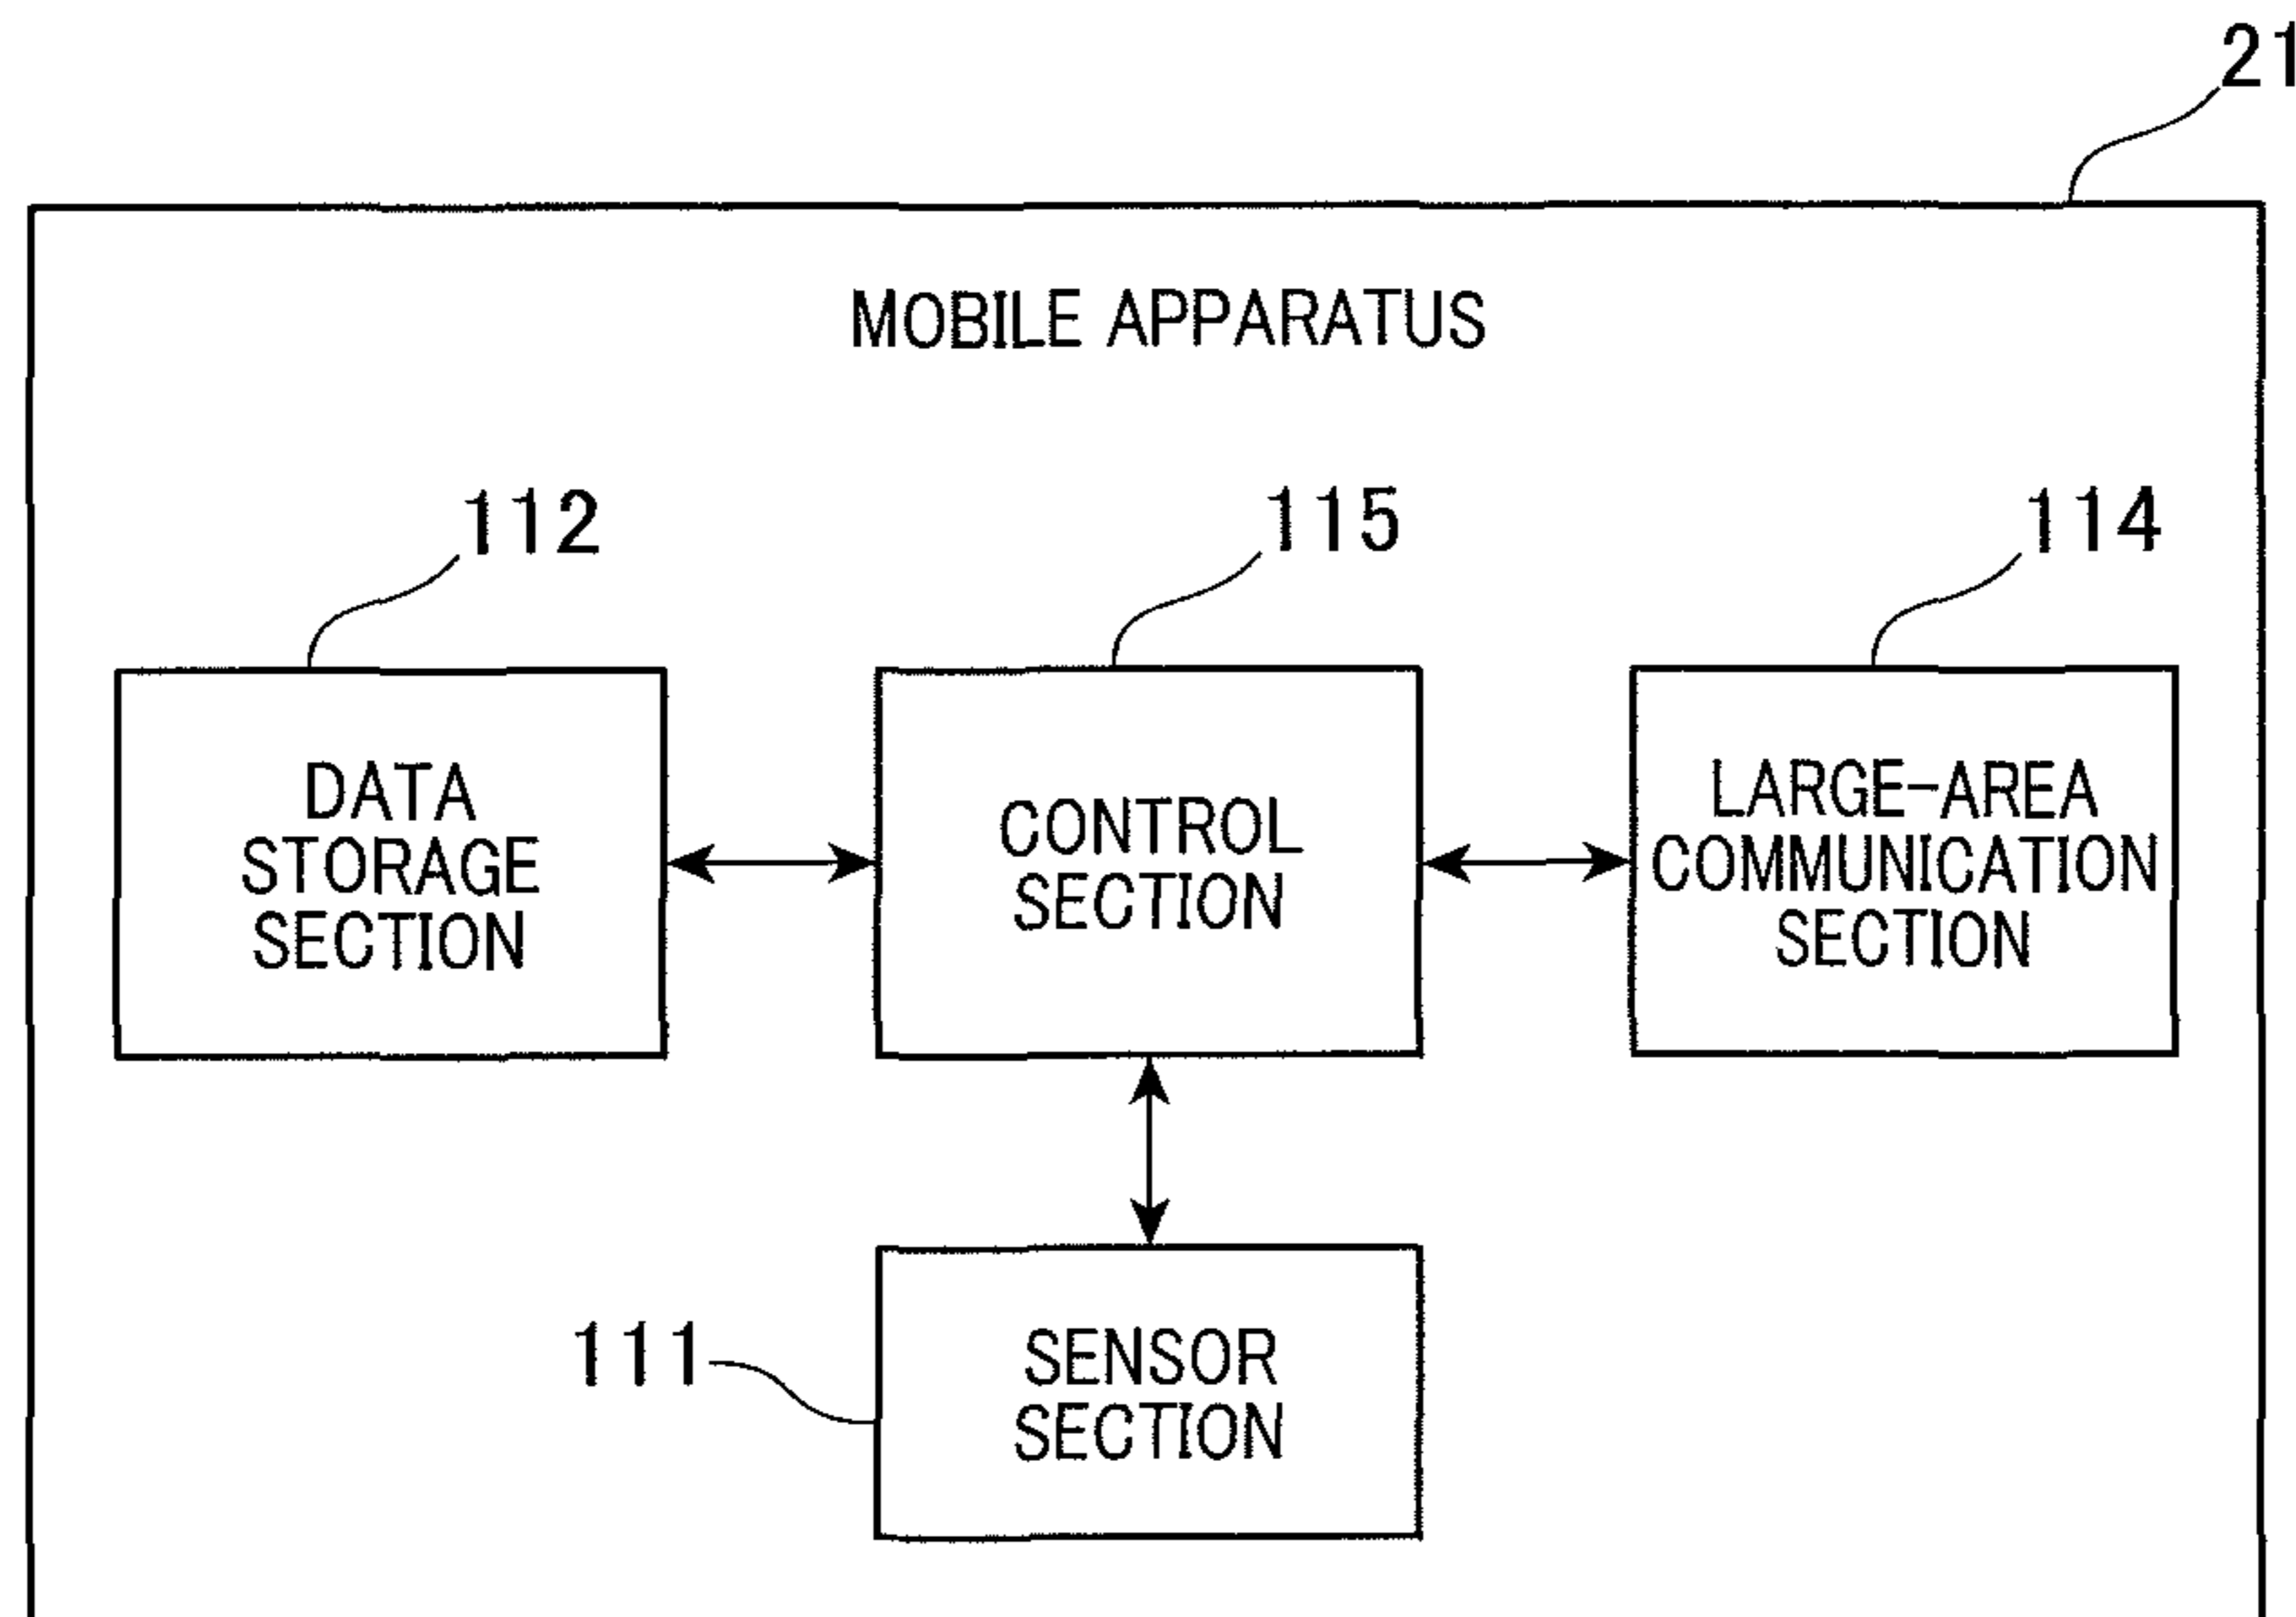 21
MOBILE APPARATUS
112
115
114
DATA
STORAGE
SECTION
CONTROL
SECTION
LARGE-AREA
COMMUNICATION
SECTION
111
SENSOR
SECTION